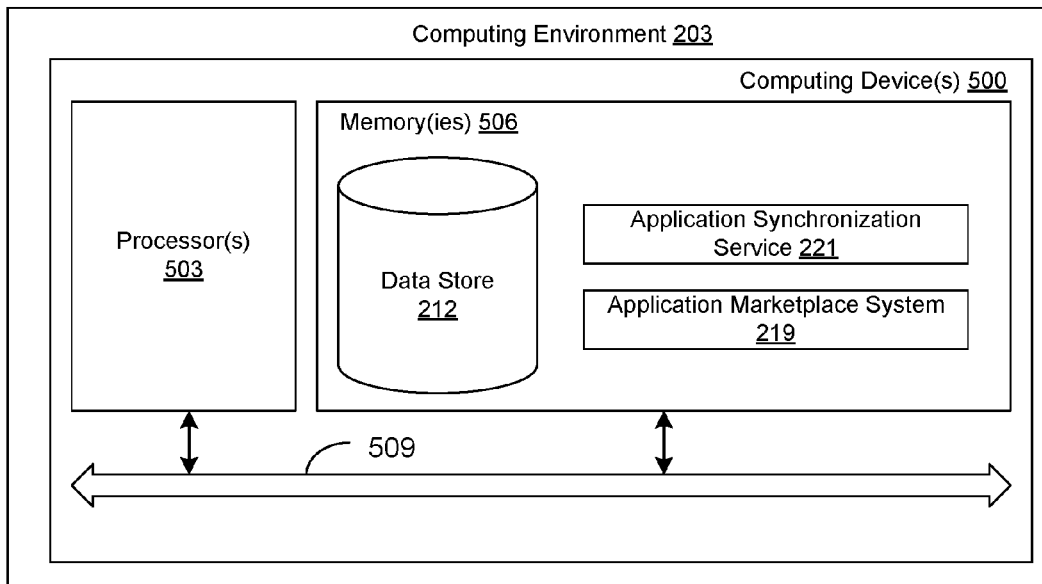 Computing Environment 203
Computing Device(s) 500
Memory(ies) 506
Processor(s)
503
Data Store
212
Application Synchronization
Service 221
Application Marketplace System
219
509